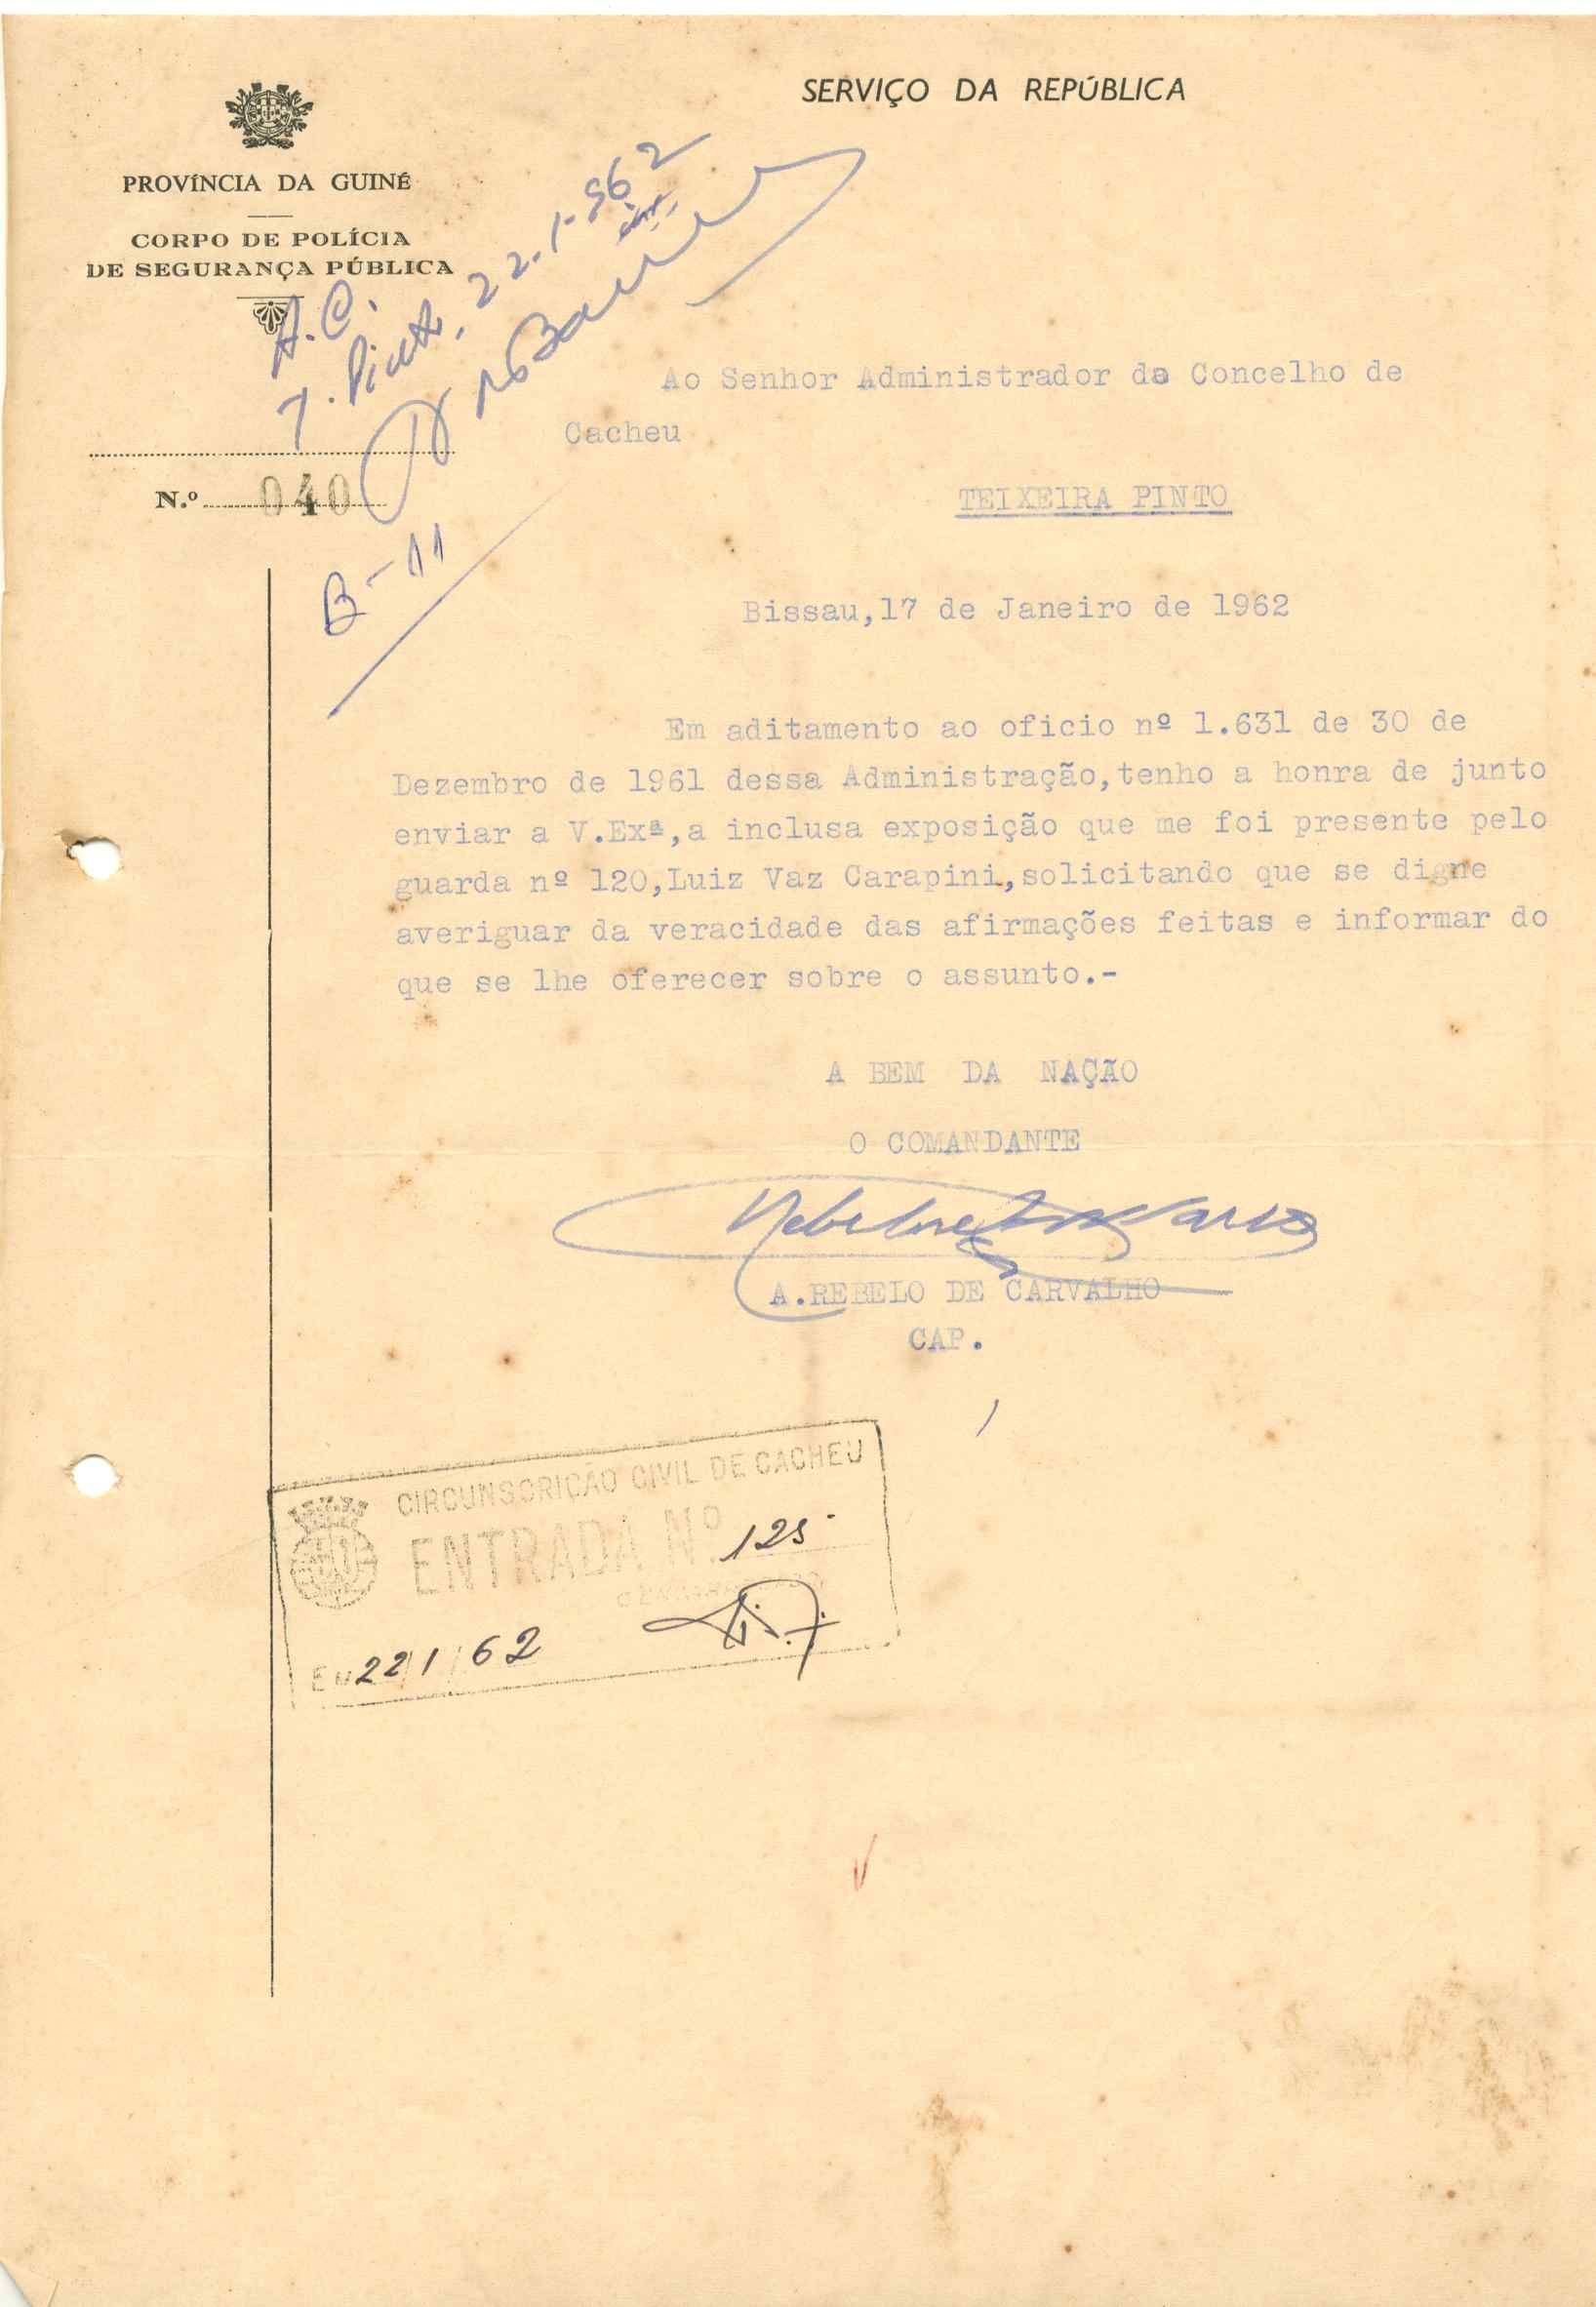 SERVIÇO DA REPÚBLICA
PROVÍNCIA DA GUINÉ
CORPO DE POLÍCIA
DE SEGURANÇA PÚBLICA
A.C.
T. Pinto, 22-1-962
Ao Senhor Administrador do Concelho de
Cacheu
N.º 040
TEIXEIRA PINTO
B-11
Bissau,17 de Janeiro de 1962
Em aditamento ao oficio nº 1.631 de 30 de
Dezembro de 1961 dessa Administração,tenho a honra de junto
enviar a V.Exª,a inclusa exposição que me foi presente pelo
guarda nº 120,Luiz Vaz Carapini,solicitando que se digne
averiguar da veracidade das afirmações feitas e informar do
que se lhe oferecer sobre o assunto.-
A BEM DA NAÇÃO
O COMANDANTE
A.REBELO DE CARVALHO
CAP.
CIRCUNSCRIÇÃO CIVIL DE CACHEU
ENTRADA Nº 125
EM 22/1/62